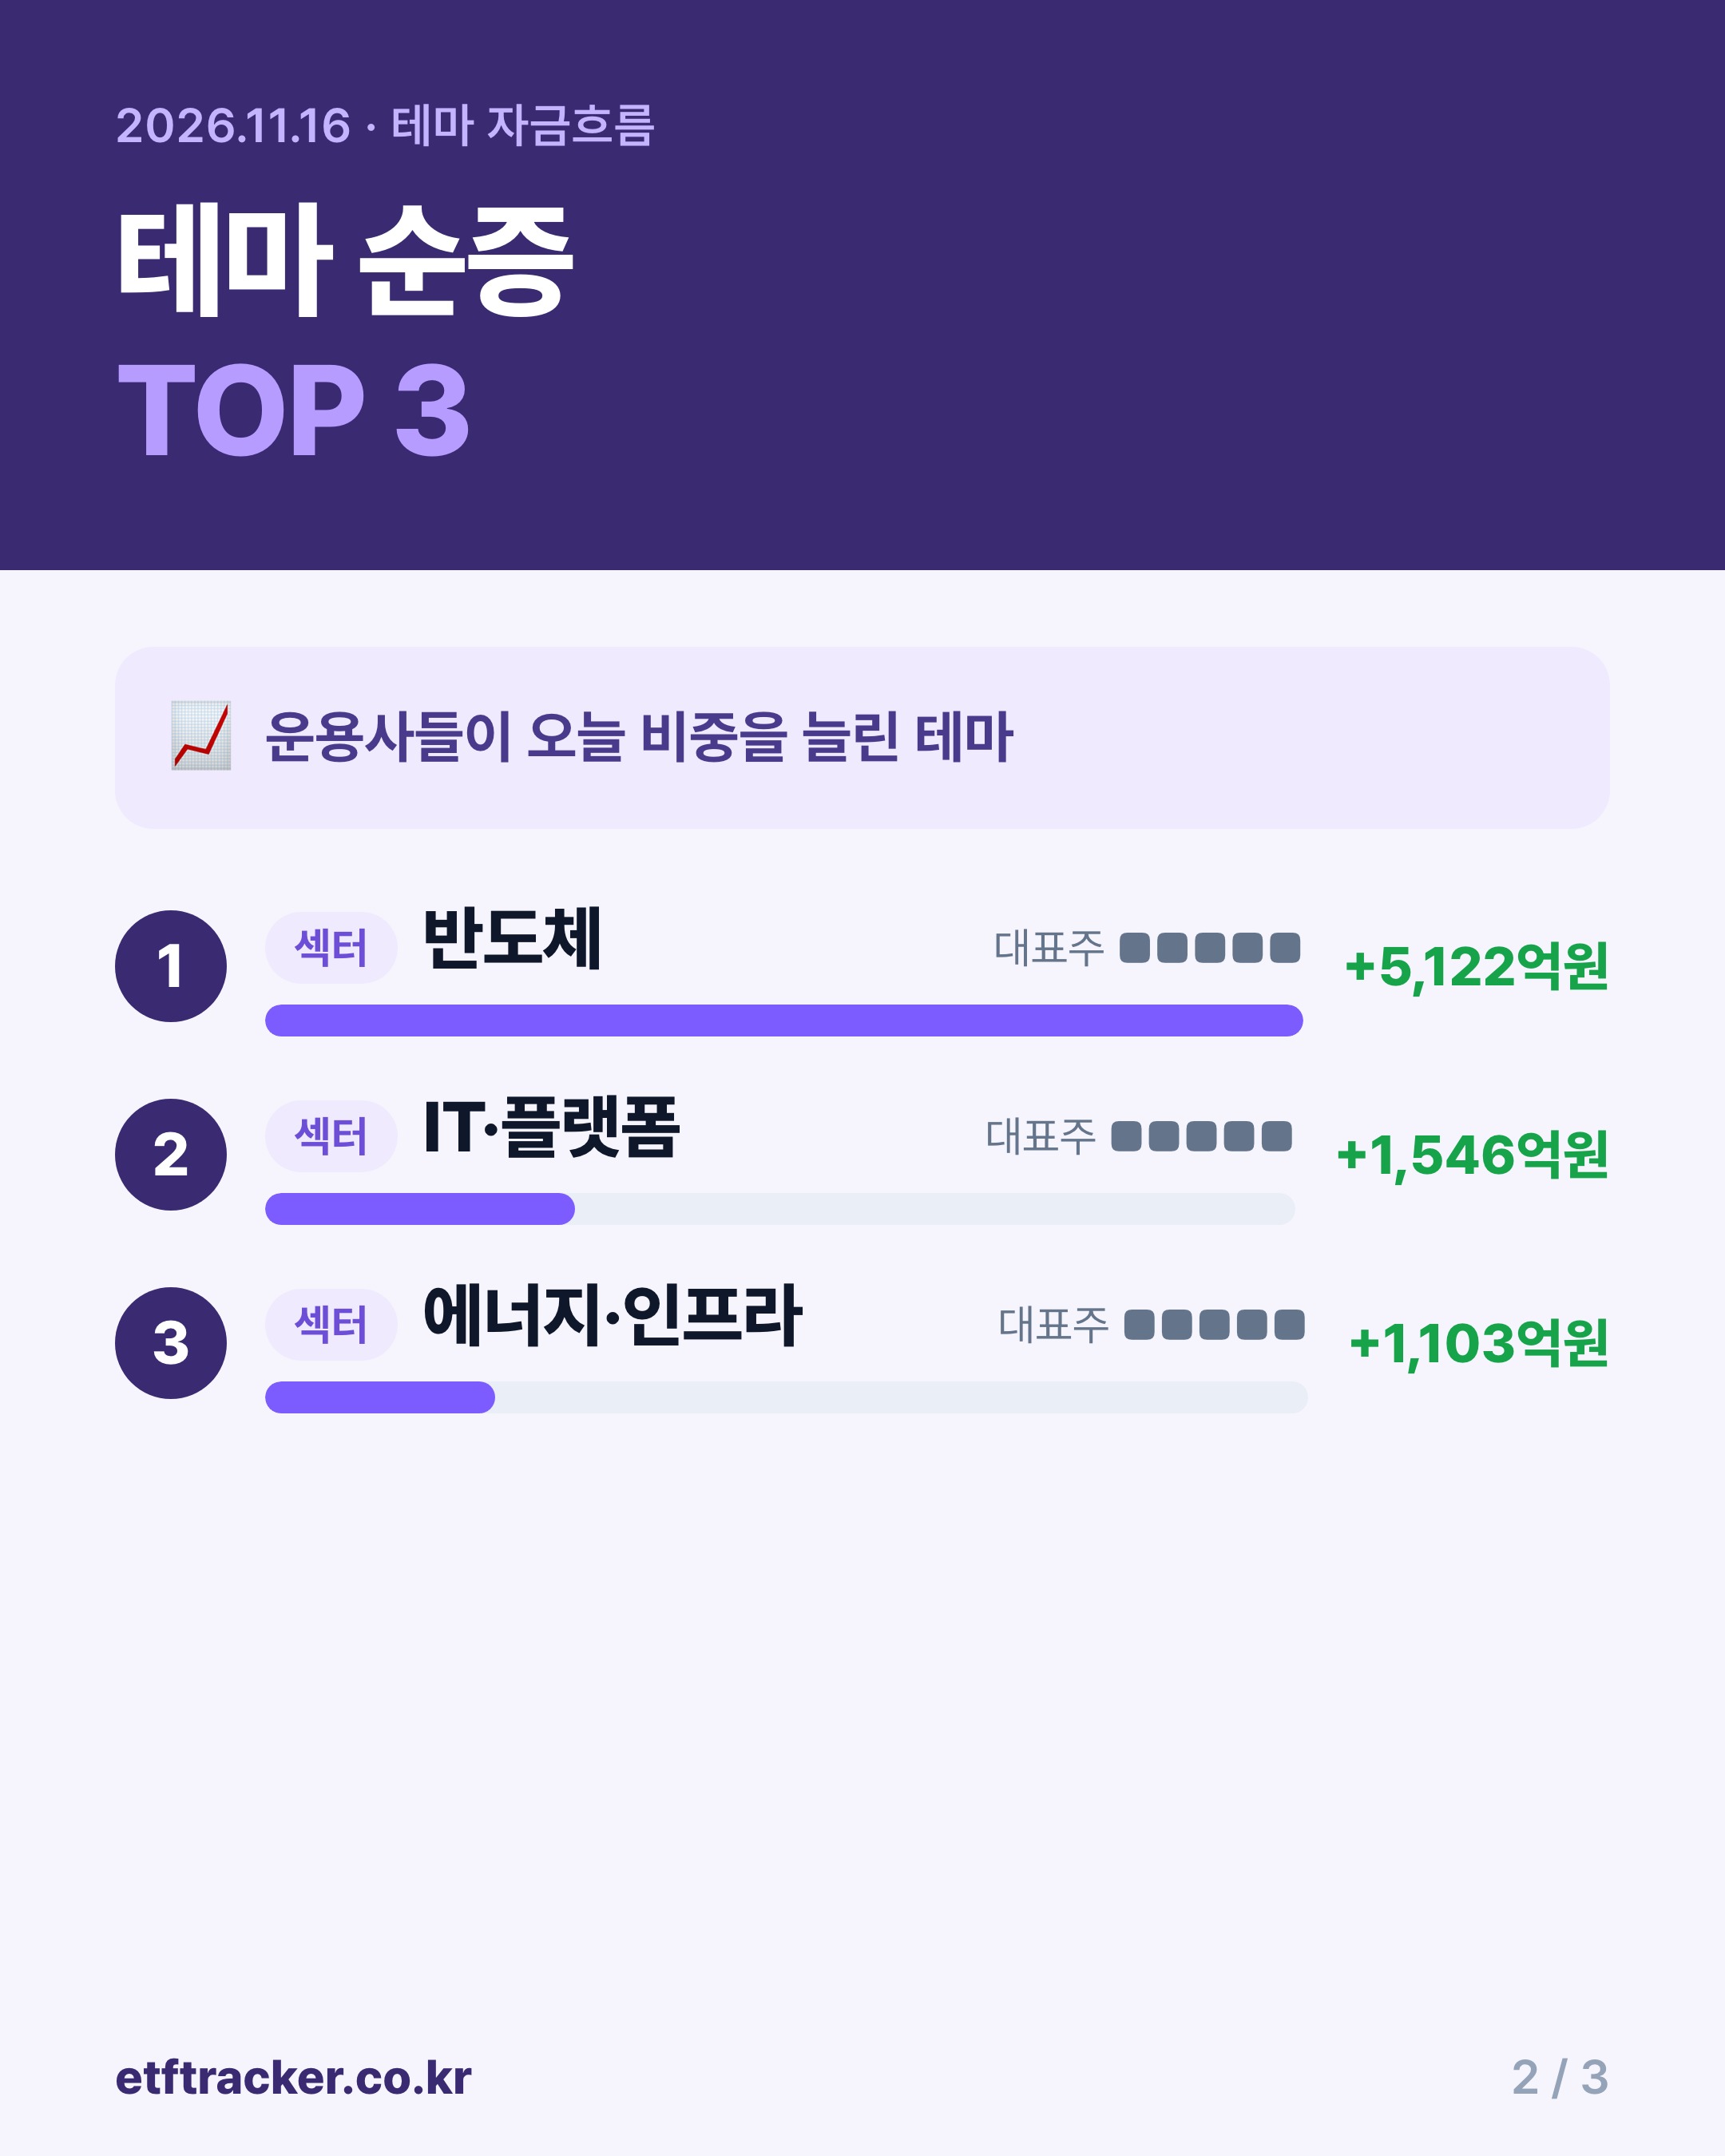 2026.11.16 · 테마 자금흐름
테마 순증
TOP 3
운용사들이 오늘 비중을 늘린 테마
1 섹터 반도체 대표주 +5,122억원
2 섹터 IT·플랫폼 대표주 +1,546억원
3 섹터 에너지·인프라 대표주 +1,103억원
etftracker.co.kr 2 / 3